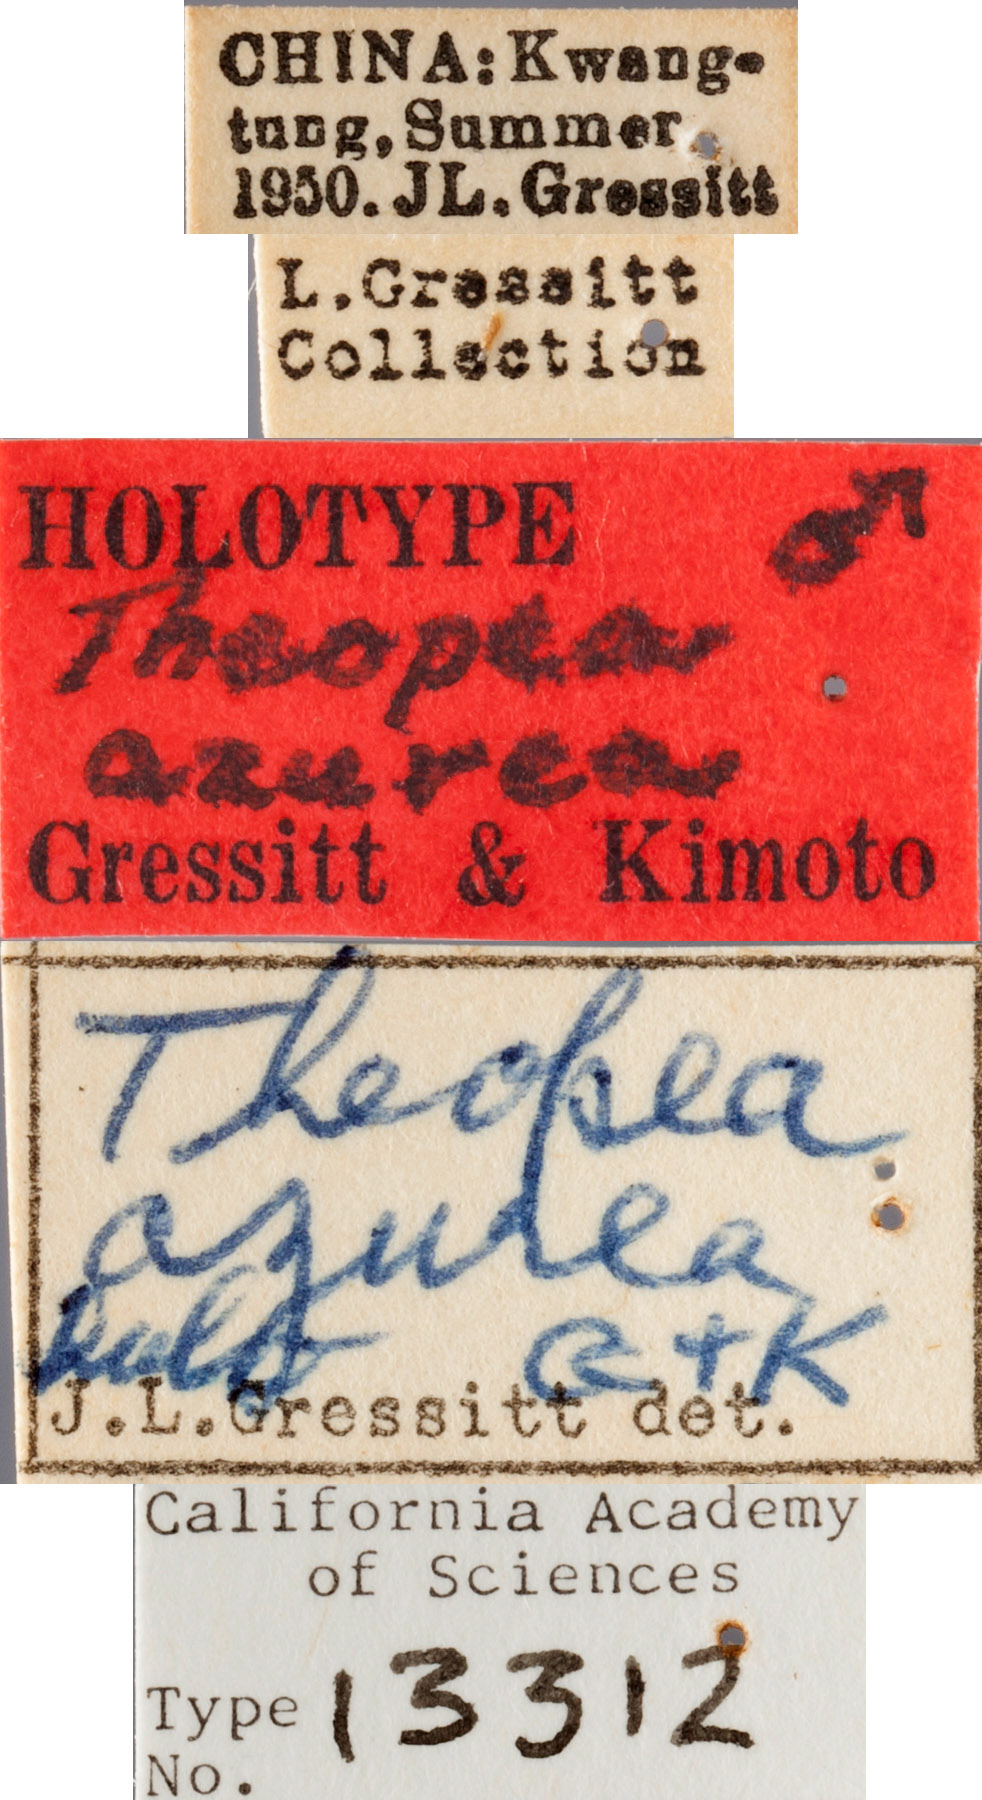 CHINA: Kwang-
tung, Summer
1950. JL. Gressitt
L. Gressitt
Collection
HOLOTYPE ♂
Theopea
azurea
Gressitt & Kimoto
Theopea
azurea
G + K
J.L.Gressitt det.
California Academy
of Sciences
Type 13312
No.